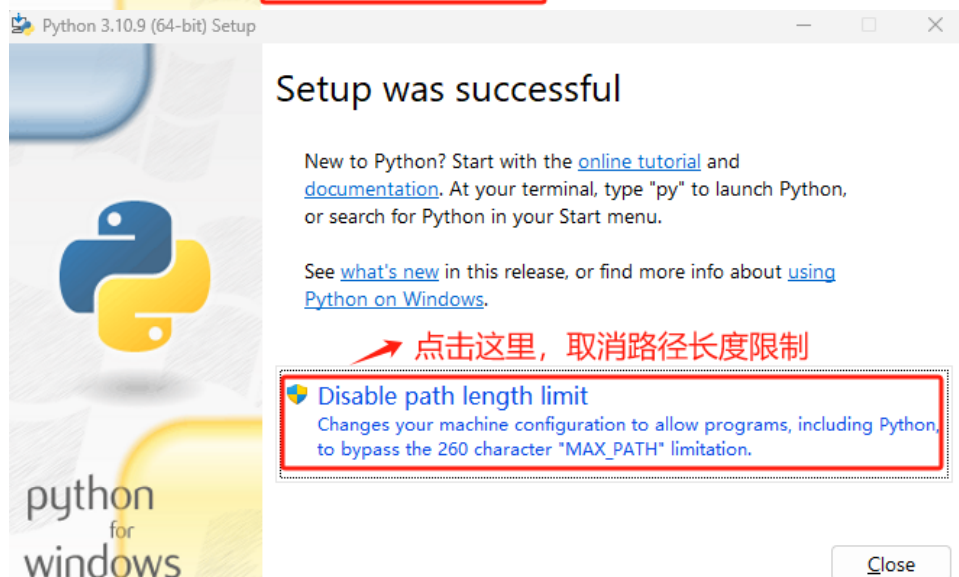 Python 3.10.9 (64-bit) Setup
Setup was successful
New to Python? Start with the online tutorial and
documentation. At your terminal, type "py" to launch Python,
or search for Python in your Start menu.
See what's new in this release, or find more info about using
Python on Windows.
点击这里，取消路径长度限制
Disable path length limit
Changes your machine configuration to allow programs, including Python,
to bypass the 260 character "MAX_PATH" limitation.
python
for
windows
Close